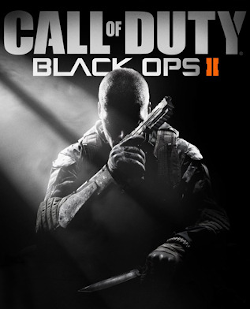 CALL OF DUTY
BLACK OPS II